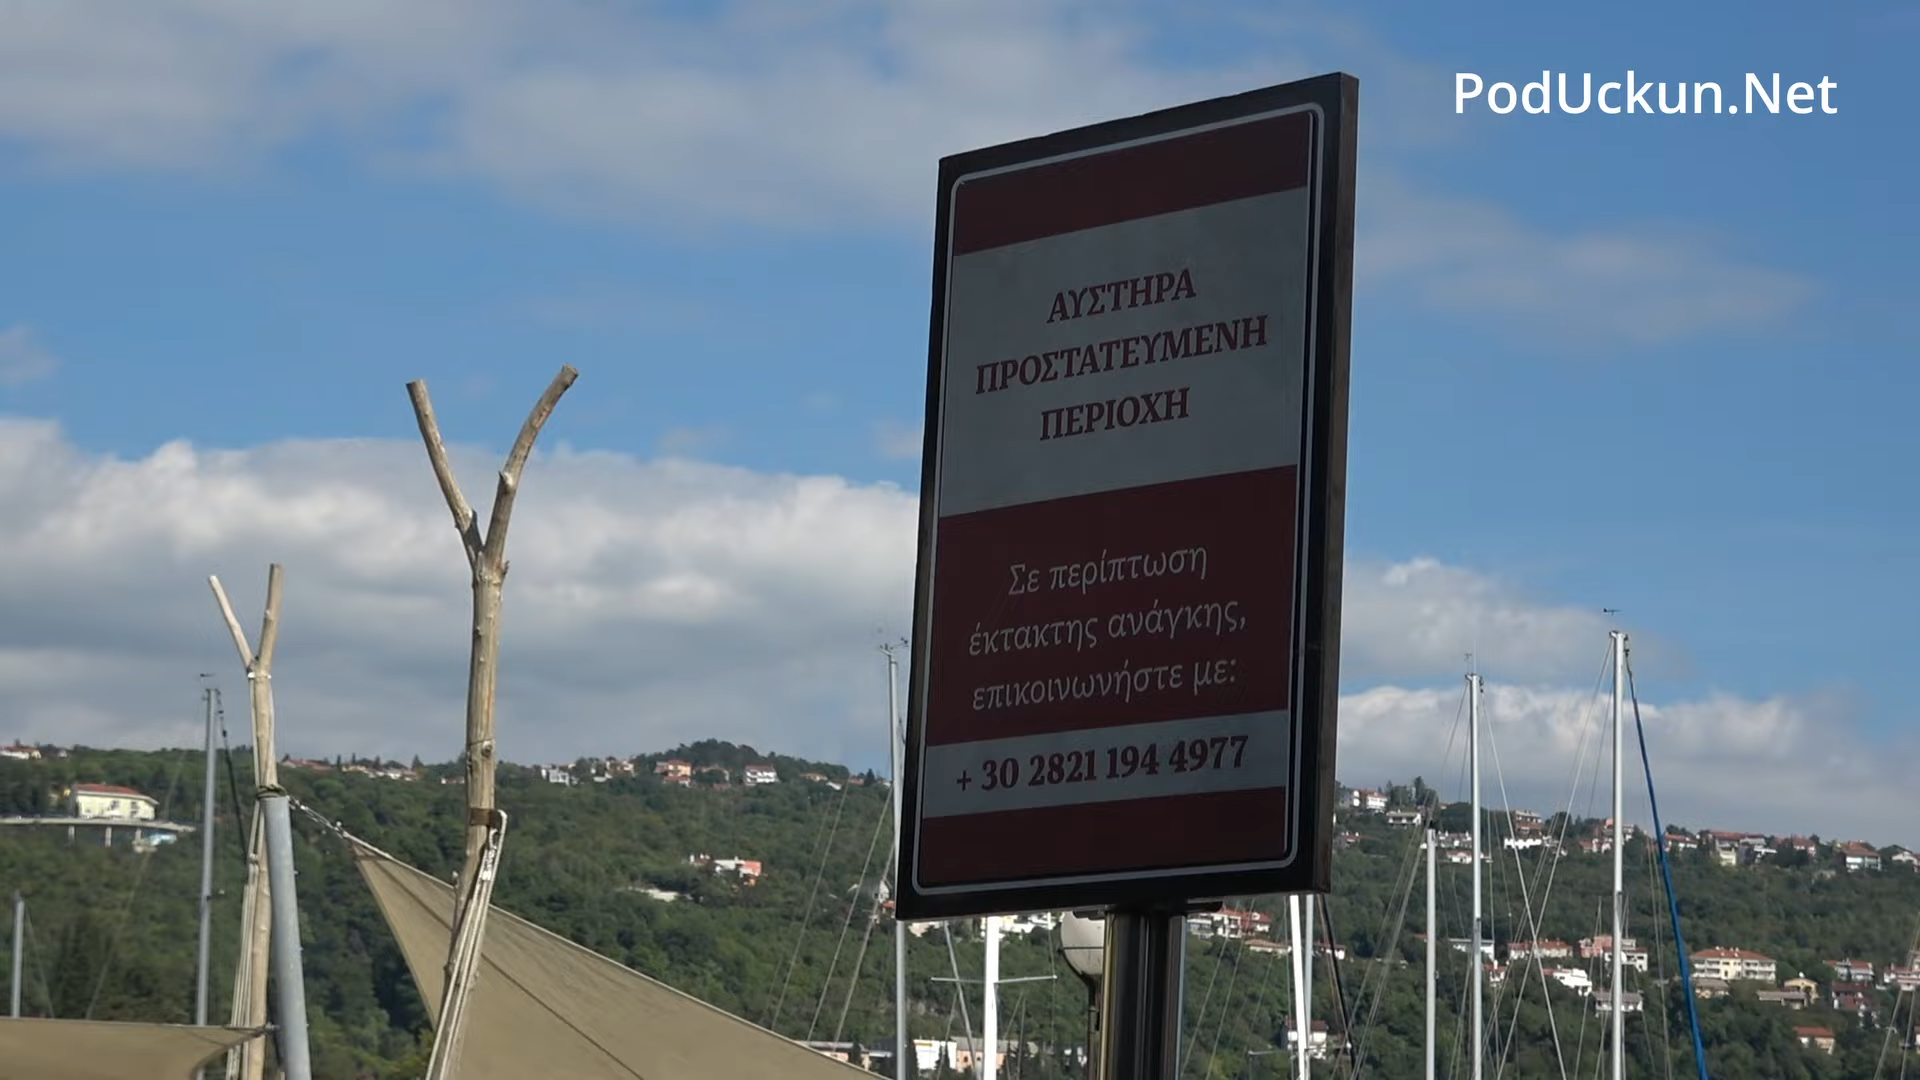 PodUckun.Net
ΑΥΣΤΗΡΑ
ΠΡΟΣΤΑΤΕΥΜΕΝΗ
ΠΕΡΙΟΧΗ
Σε περίπτωση
έκτακτης ανάγκης,
επικοινωνήστε με:
+ 30 2821 194 4977